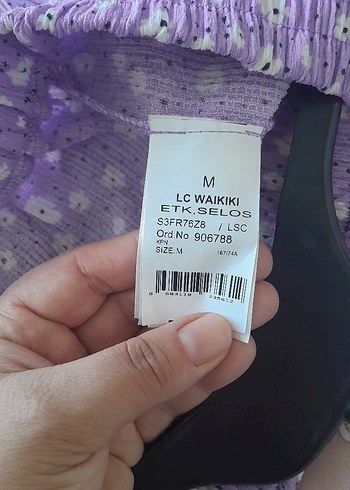 M
LC WAIKIKI
ETK,SELOS
S3FR76Z8 / LSC
Ord.No 906788
KPN
SIZE:M 167/74A